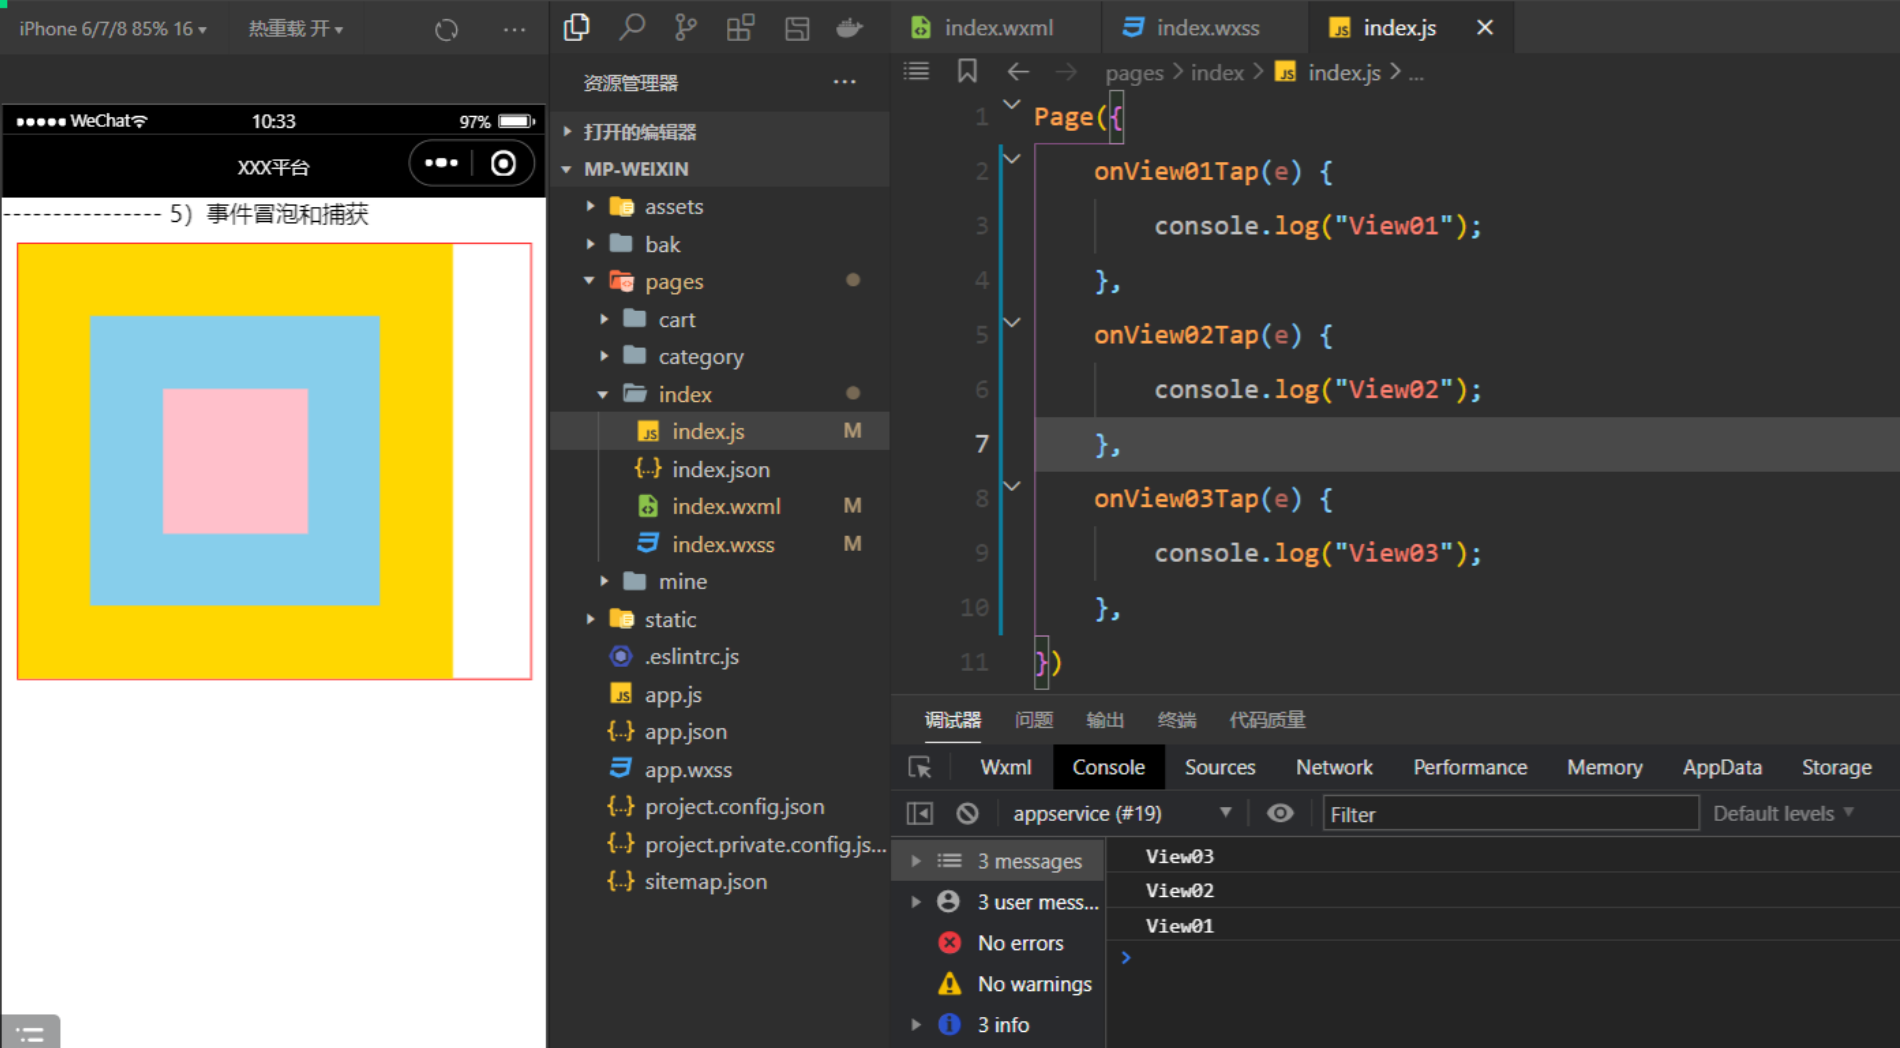 iPhone 6/7/8 85% 16
热重载 开
WeChat
10:33
97%
XXX平台
---------------- 5）事件冒泡和捕获
资源管理器
打开的编辑器
MP-WEIXIN
assets
bak
pages
cart
category
index
index.js M
index.json
index.wxml M
index.wxss M
mine
static
.eslintrc.js
app.js
app.json
app.wxss
project.config.json
project.private.config.js...
sitemap.json
index.wxml
index.wxss
index.js
pages > index > index.js > ...
1 Page({
2 onView01Tap(e) {
3 console.log("View01");
4 },
5 onView02Tap(e) {
6 console.log("View02");
7 },
8 onView03Tap(e) {
9 console.log("View03");
10 },
11 })
调试器 问题 输出 终端 代码质量
Wxml Console Sources Network Performance Memory AppData Storage
appservice (#19) Filter Default levels
3 messages
3 user mess...
No errors
No warnings
3 info
View03
View02
View01